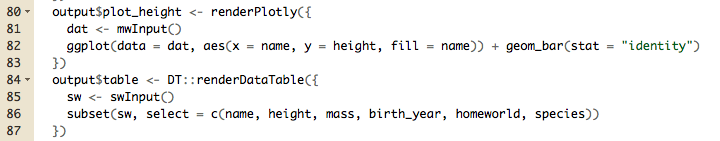 80 output$plot_height <- renderPlotly({
81 dat <- mwInput()
82 ggplot(data = dat, aes(x = name, y = height, fill = name)) + geom_bar(stat = "identity")
83 })
84 output$table <- DT::renderDataTable({
85 sw <- swInput()
86 subset(sw, select = c(name, height, mass, birth_year, homeworld, species))
87 })